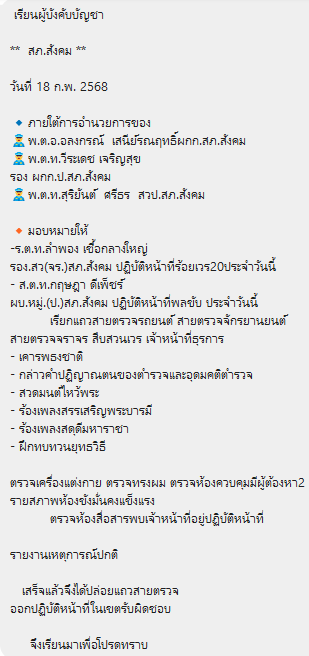 เรียนผู้บังคับบัญชา
** สภ.สังคม **
วันที่ 18 ก.พ. 2568
🔹ภายใต้การอำนวยการของ
👮พ.ต.อ.อลงกรณ์ เสนีย์รณฤทธิ์ผกก.สภ.สังคม
👮พ.ต.ท.วีระเดช เจริญสุข
รอง ผกก.ป.สภ.สังคม
👮พ.ต.ท.สุริยันต์ ศรีธร สวป.สภ.สังคม
🔸มอบหมายให้
-ร.ต.ท.ลำพอง เชื้อกลางใหญ่
รอง.สว(จร.)สภ.สังคม ปฏิบัติหน้าที่ร้อยเวร20ประจำวันนี้
- ส.ต.ท.กฤษฎา ดีเพ็ชร์
ผบ.หมู่.(ป.)สภ.สังคม ปฏิบัติหน้าที่พลขับ ประจำวันนี้
เรียกแถวสายตรวจรถยนต์ สายตรวจจักรยานยนต์
สายตรวจจราจร สืบสวนเวร เจ้าหน้าที่ธุรการ
- เคารพธงชาติ
- กล่าวคำปฏิญาณตนของตำรวจและอุดมคติตำรวจ
- สวดมนต์ไหว้พระ
- ร้องเพลงสรรเสริญพระบารมี
- ร้องเพลงสดุดีมหาราชา
- ฝึกทบทวนยุทธวิธี
ตรวจเครื่องแต่งกาย ตรวจทรงผม ตรวจห้องควบคุมมีผู้ต้องหา2
รายสภาพห้องขังมั่นคงแข็งแรง
ตรวจห้องสื่อสารพบเจ้าหน้าที่อยู่ปฏิบัติหน้าที่
รายงานเหตุการณ์ปกติ
เสร็จแล้วจึงได้ปล่อยแถวสายตรวจ
ออกปฏิบัติหน้าที่ในเขตรับผิดชอบ
จึงเรียนมาเพื่อโปรดทราบ